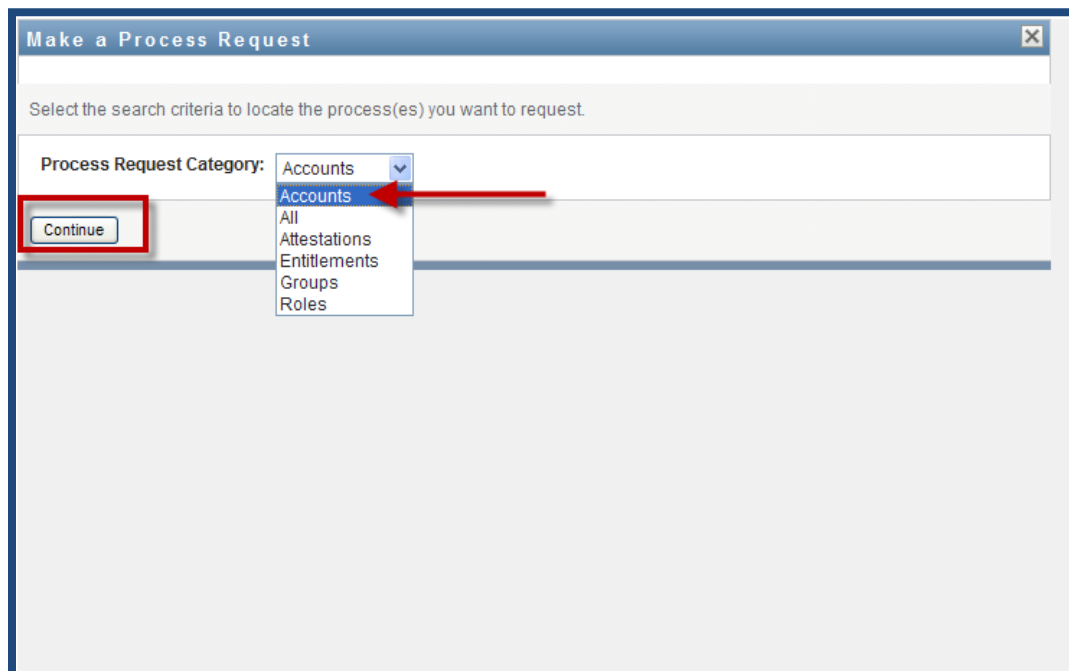 Make a Process Request
Select the search criteria to locate the process(es) you want to request.
Process Request Category: Accounts
Accounts
All
Attestations
Entitlements
Groups
Roles
Continue